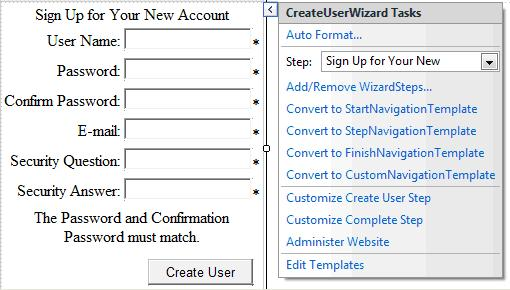 Sign Up for Your New Account
User Name: *
Password: *
Confirm Password: *
E-mail: *
Security Question: *
Security Answer: *
The Password and Confirmation
Password must match.
Create User
<
CreateUserWizard Tasks
Auto Format...
Step: Sign Up for Your New
Add/Remove WizardSteps...
Convert to StartNavigationTemplate
Convert to StepNavigationTemplate
Convert to FinishNavigationTemplate
Convert to CustomNavigationTemplate
Customize Create User Step
Customize Complete Step
Administer Website
Edit Templates